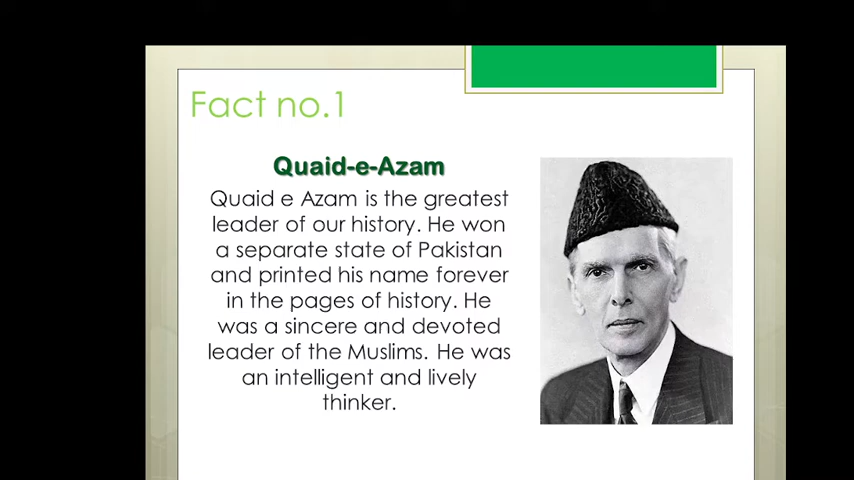 Fact no.1
Quaid-e-Azam
Quaid e Azam is the greatest
leader of our history. He won
a separate state of Pakistan
and printed his name forever
in the pages of history. He
was a sincere and devoted
leader of the Muslims. He was
an intelligent and lively
thinker.